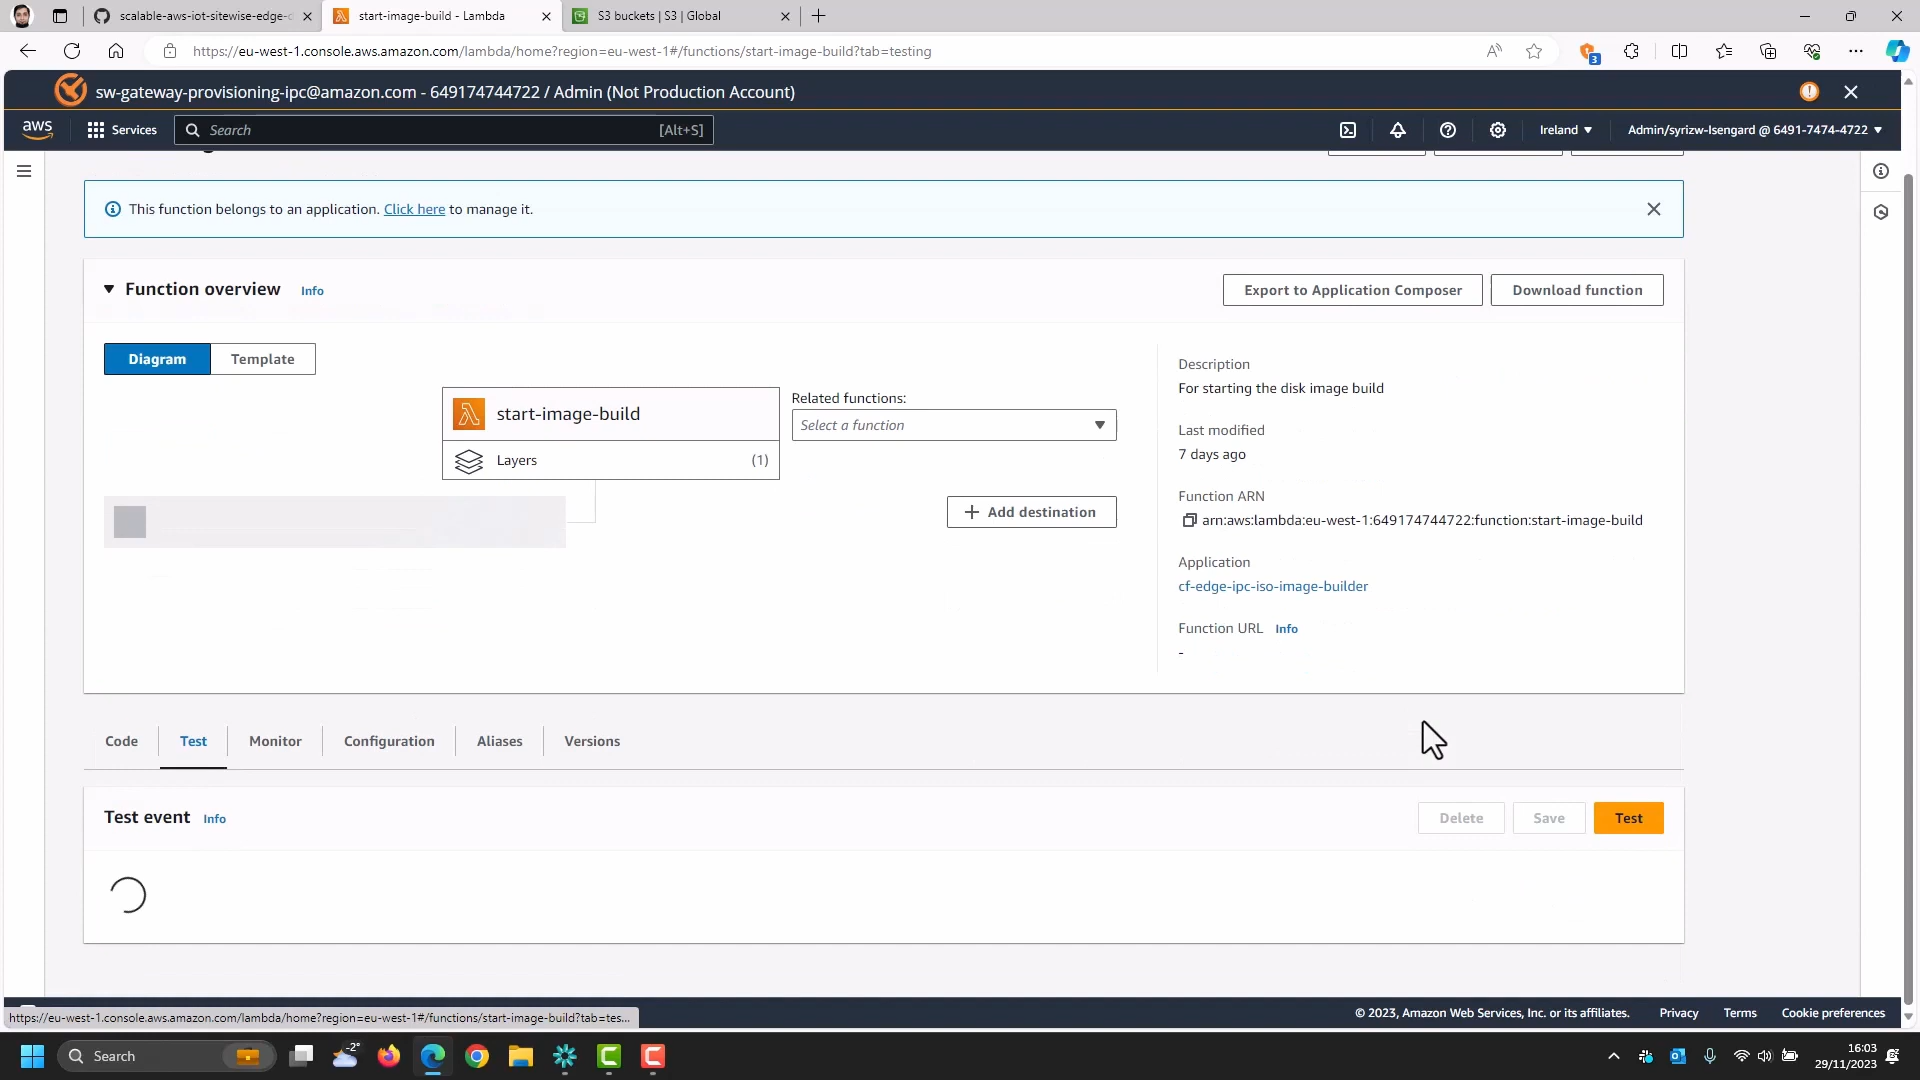 scalable-aws-iot-sitewise-edge-c
start-image-build - Lambda
S3 buckets | S3 | Global
https://eu-west-1.console.aws.amazon.com/lambda/home?region=eu-west-1#/functions/start-image-build?tab=testing
3
sw-gateway-provisioning-ipc@amazon.com - 649174744722 / Admin (Not Production Account)
aws
Services
Search
[Alt+S]
Ireland
Admin/syrizw-Isengard @ 6491-7474-4722
This function belongs to an application. Click here to manage it.
Function overview
Info
Export to Application Composer
Download function
Diagram
Template
start-image-build
Layers
(1)
Related functions:
Select a function
Add destination
Description
For starting the disk image build
Last modified
7 days ago
Function ARN
arn:aws:lambda:eu-west-1:649174744722:function:start-image-build
Application
cf-edge-ipc-iso-image-builder
Function URL
Info
-
Code
Test
Monitor
Configuration
Aliases
Versions
Test event
Info
Delete
Save
Test
https://eu-west-1.console.aws.amazon.com/lambda/home?region=eu-west-1#/functions/start-image-build?tab=tes...
© 2023, Amazon Web Services, Inc. or its affiliates.
Privacy
Terms
Cookie preferences
Search
-2°
16:03
29/11/2023